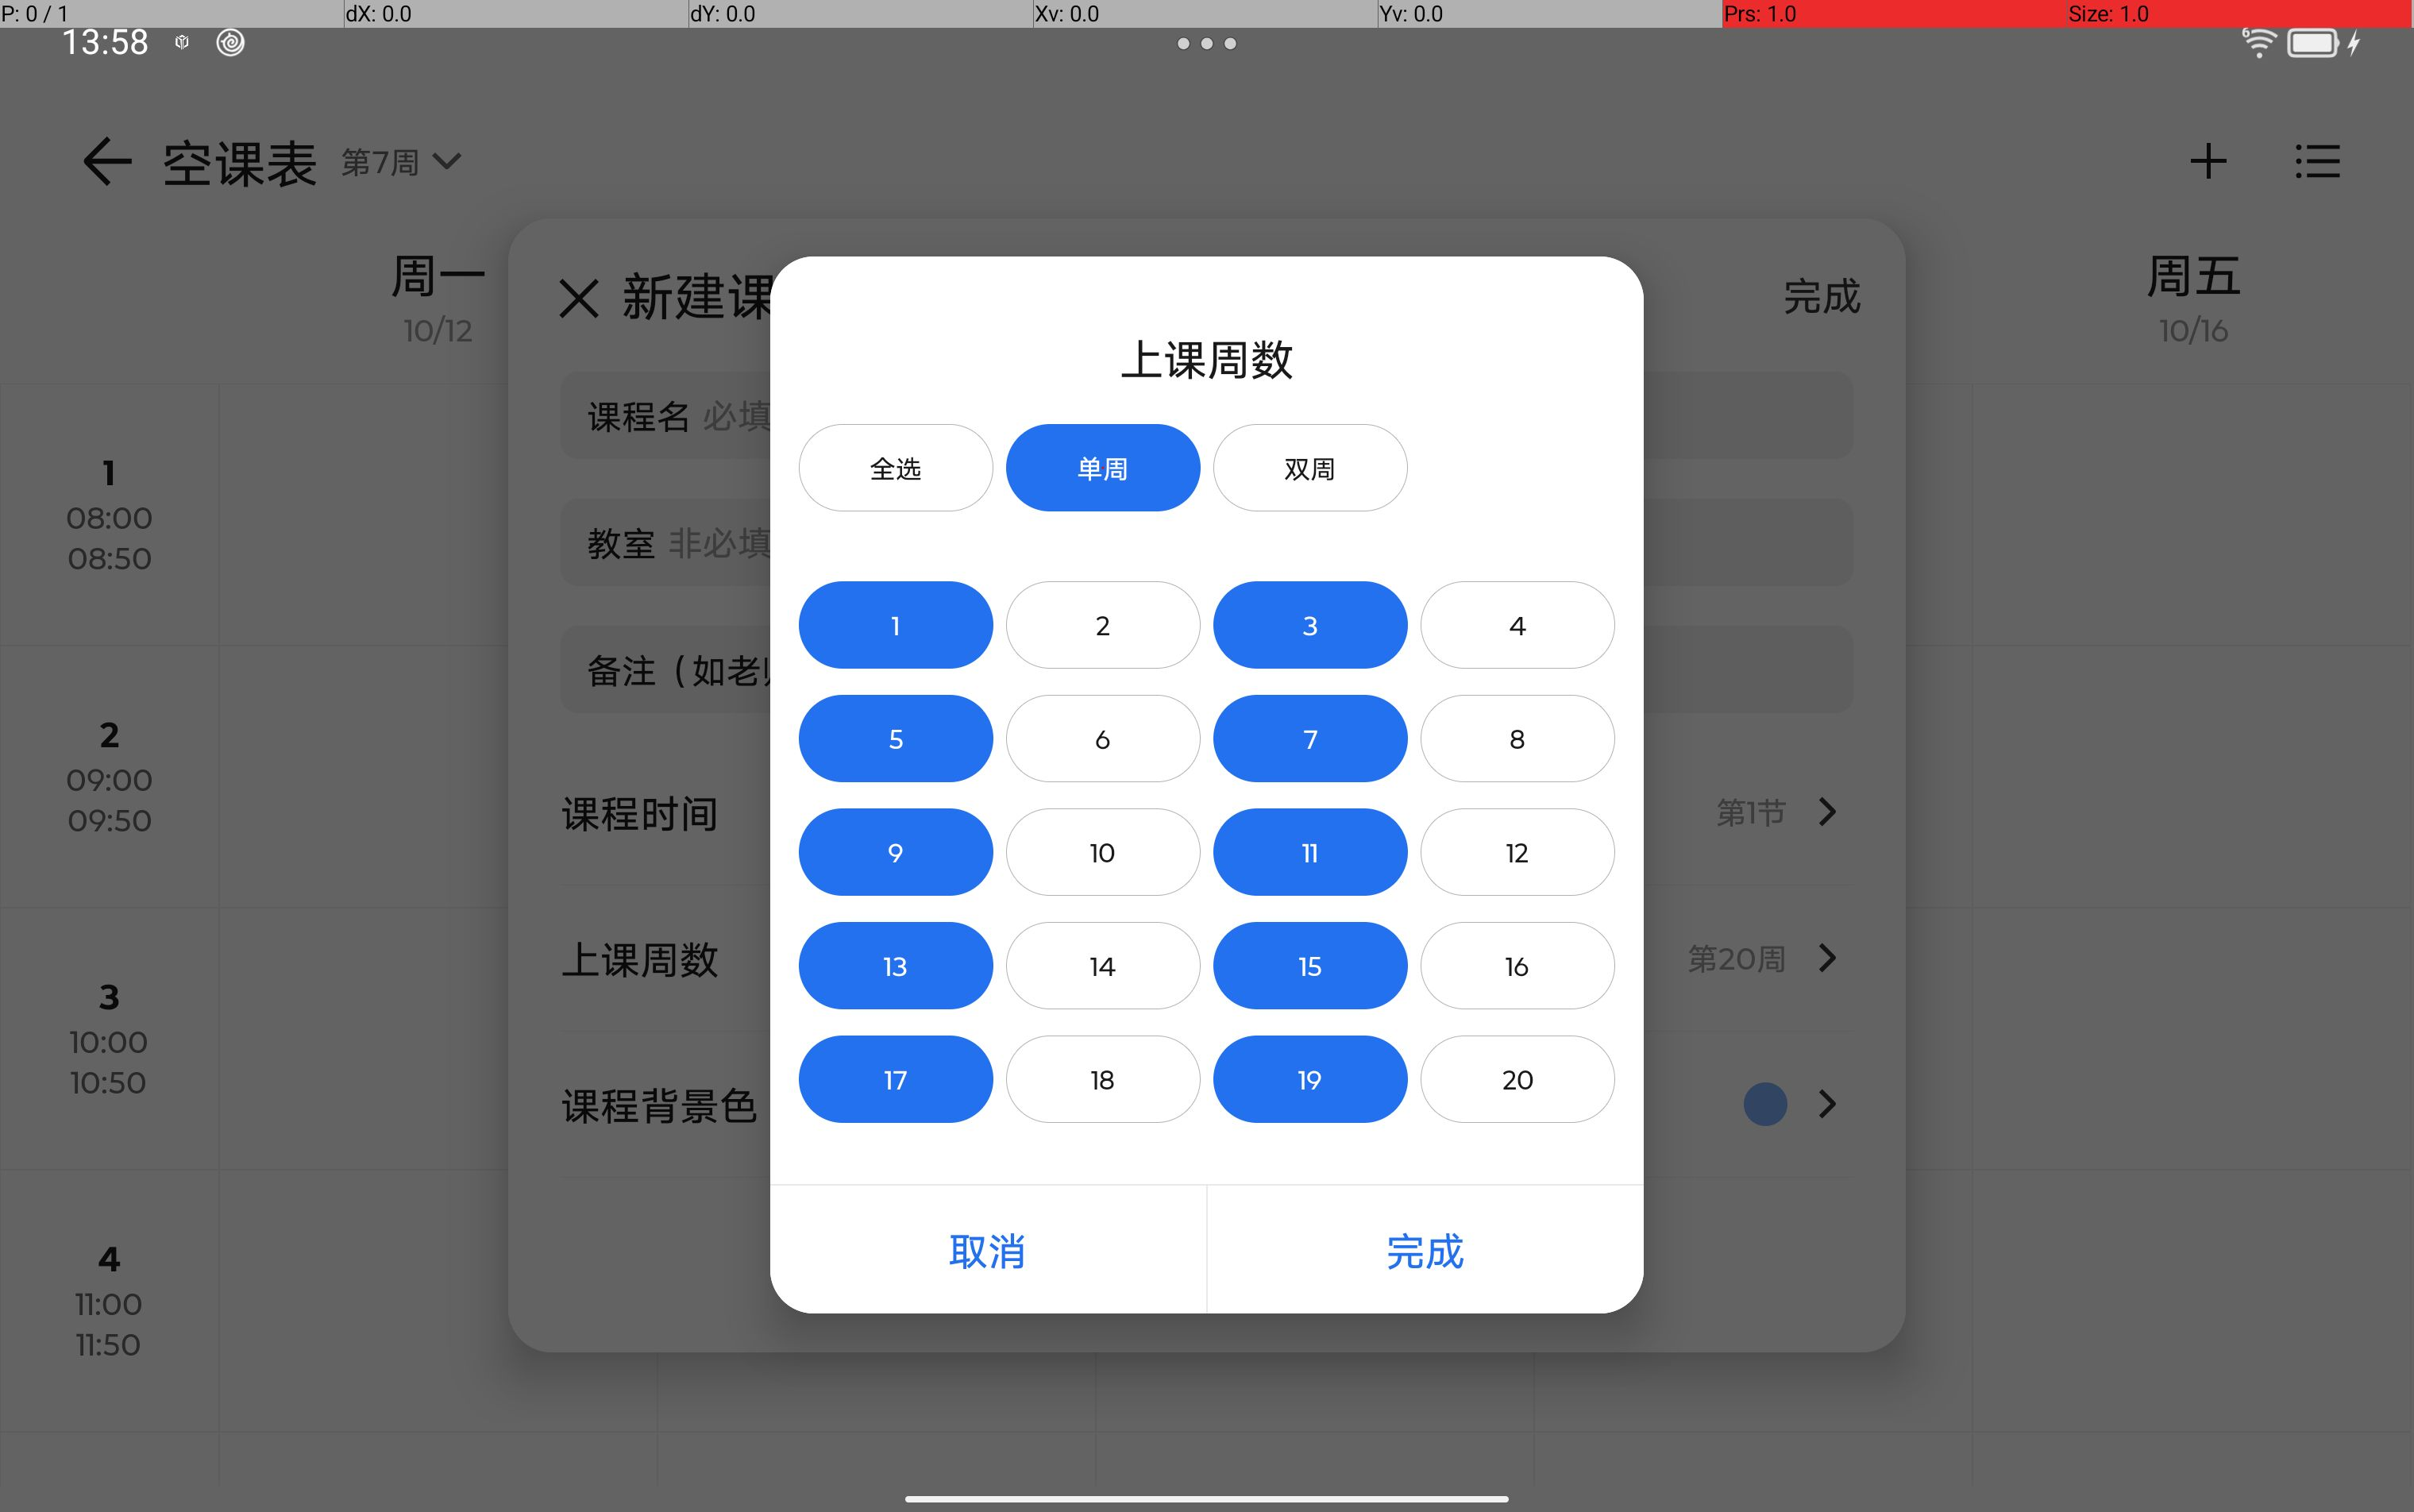 P: 0 / 1 dX: 0.0 dY: 0.0 Xv: 0.0 Yv: 0.0 Prs: 1.0 Size: 1.0
13:58 6
空课表 第7周
周一 周五
10/12 10/16
新建课 完成
课程名 必填
教室 非必填
备注（如老
课程时间 第1节
上课周数 第20周
课程背景色
1
08:00
08:50
2
09:00
09:50
3
10:00
10:50
4
11:00
11:50
上课周数
全选 单周 双周
1 2 3 4
5 6 7 8
9 10 11 12
13 14 15 16
17 18 19 20
取消 完成